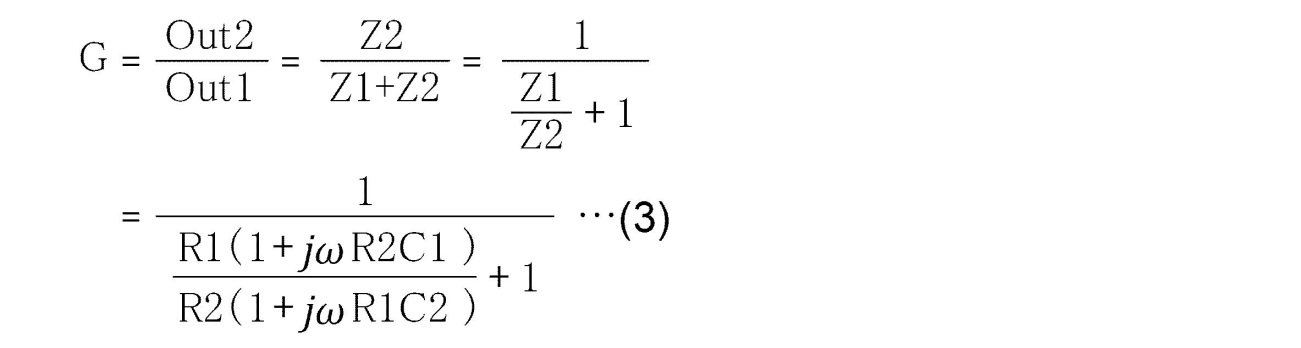 G = Out2/Out1 = Z2/(Z1+Z2) = 1/(Z1/Z2 + 1)
= 1/(R1(1+jωR2C1)/R2(1+jωR1C2) + 1) …(3)